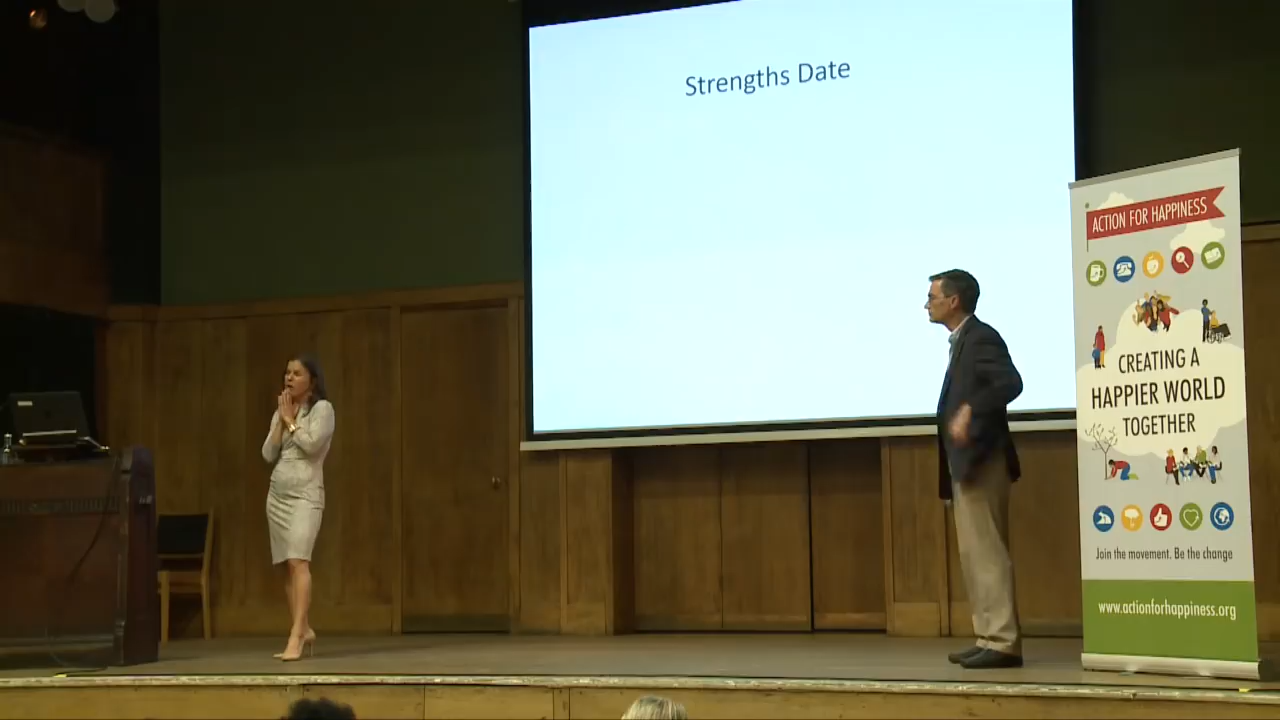 Strengths Date
ACTION FOR HAPPINESS
CREATING A
HAPPIER WORLD
TOGETHER
Join the movement. Be the change
www.actionforhappiness.org